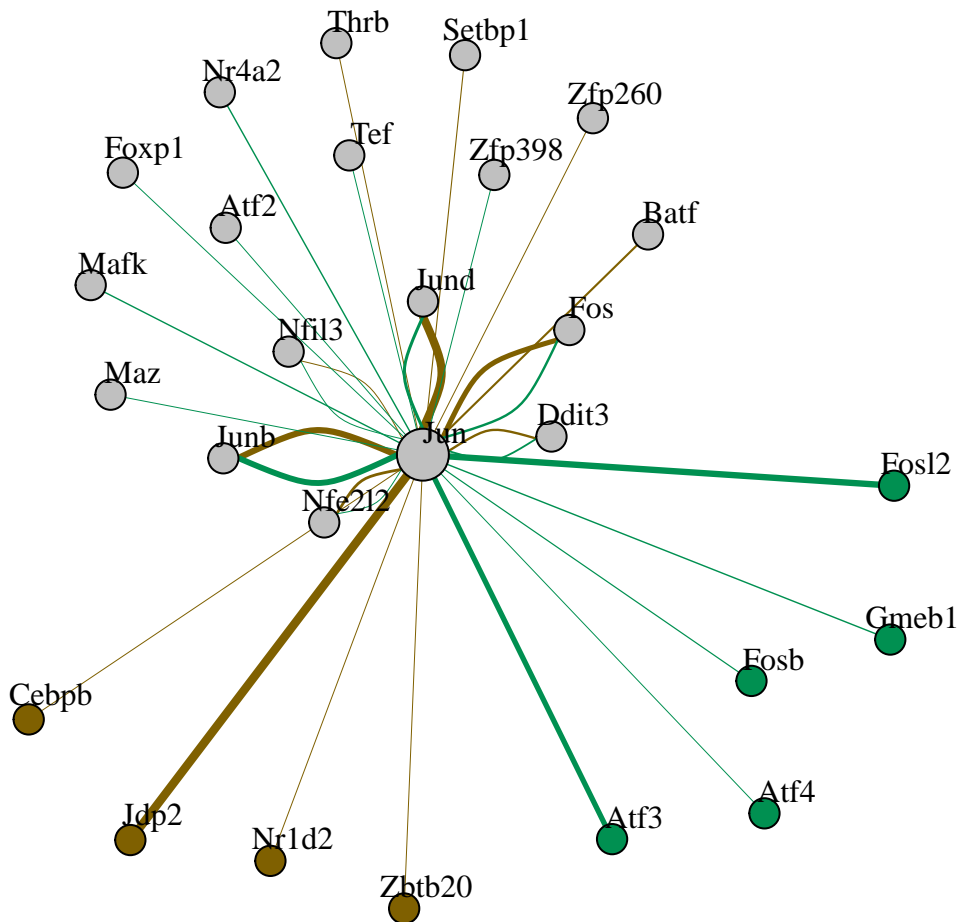 Thrb
Setbp1
Nr4a2
Zfp260
Tef
Foxp1
Zfp398
Atf2
Batf
Mafk
Jund
Fos
Nfil3
Maz
Ddit3
Junb
Jun
Fosl2
Nfe2l2
Gmeb1
Fosb
Cebpb
Atf4
Jdp2
Atf3
Nr1d2
Zbtb20